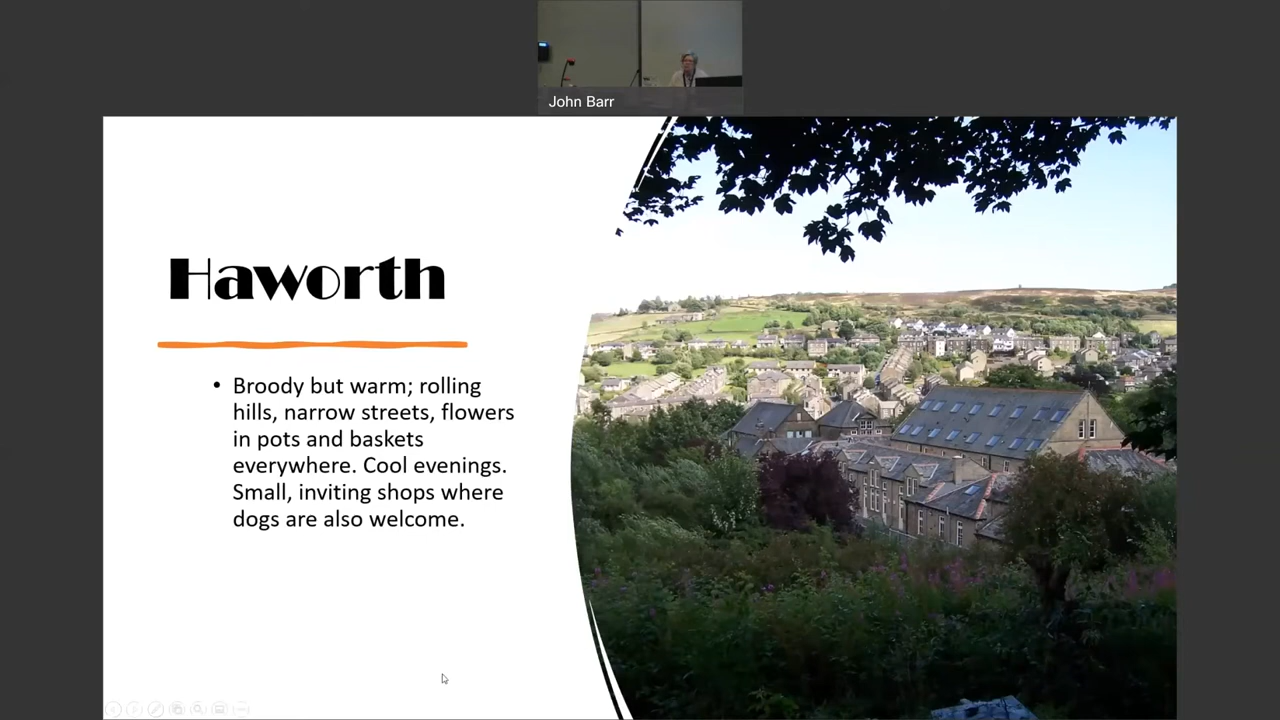 John Barr
Haworth
• Broody but warm; rolling
hills, narrow streets, flowers
in pots and baskets
everywhere. Cool evenings.
Small, inviting shops where
dogs are also welcome.